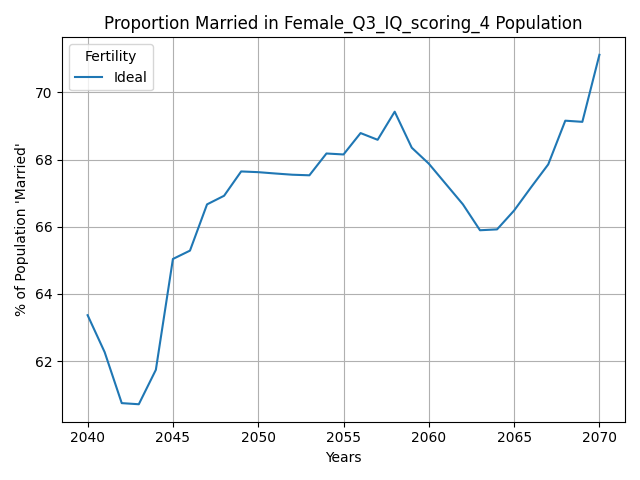 Proportion Married in Female_Q3_IQ_scoring_4 Population
Fertility
Ideal
% of Population 'Married'
70
68
66
64
62
2040 2045 2050 2055 2060 2065 2070
Years